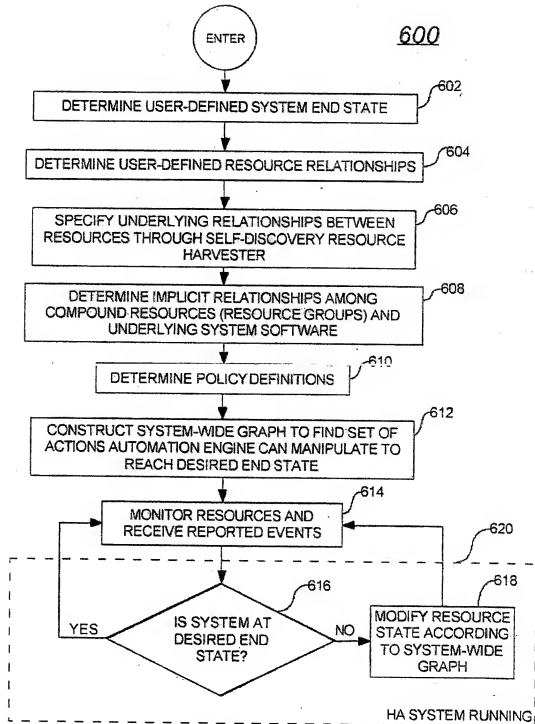 ENTER
600
602
DETERMINE USER-DEFINED SYSTEM END STATE
604
DETERMINE USER-DEFINED RESOURCE RELATIONSHIPS
606
SPECIFY UNDERLYING RELATIONSHIPS BETWEEN
RESOURCES THROUGH SELF-DISCOVERY RESOURCE
HARVESTER
608
DETERMINE IMPLICIT RELATIONSHIPS AMONG
COMPOUND RESOURCES (RESOURCE GROUPS) AND
UNDERLYING SYSTEM SOFTWARE
610
DETERMINE POLICY DEFINITIONS
612
CONSTRUCT SYSTEM-WIDE GRAPH TO FIND SET OF
ACTIONS AUTOMATION ENGINE CAN MANIPULATE TO
REACH DESIRED END STATE
614
MONITOR RESOURCES AND
RECEIVE REPORTED EVENTS
620
616
IS SYSTEM AT
DESIRED END
STATE?
YES
NO
618
MODIFY RESOURCE
STATE ACCORDING
TO SYSTEM-WIDE
GRAPH
HA SYSTEM RUNNING